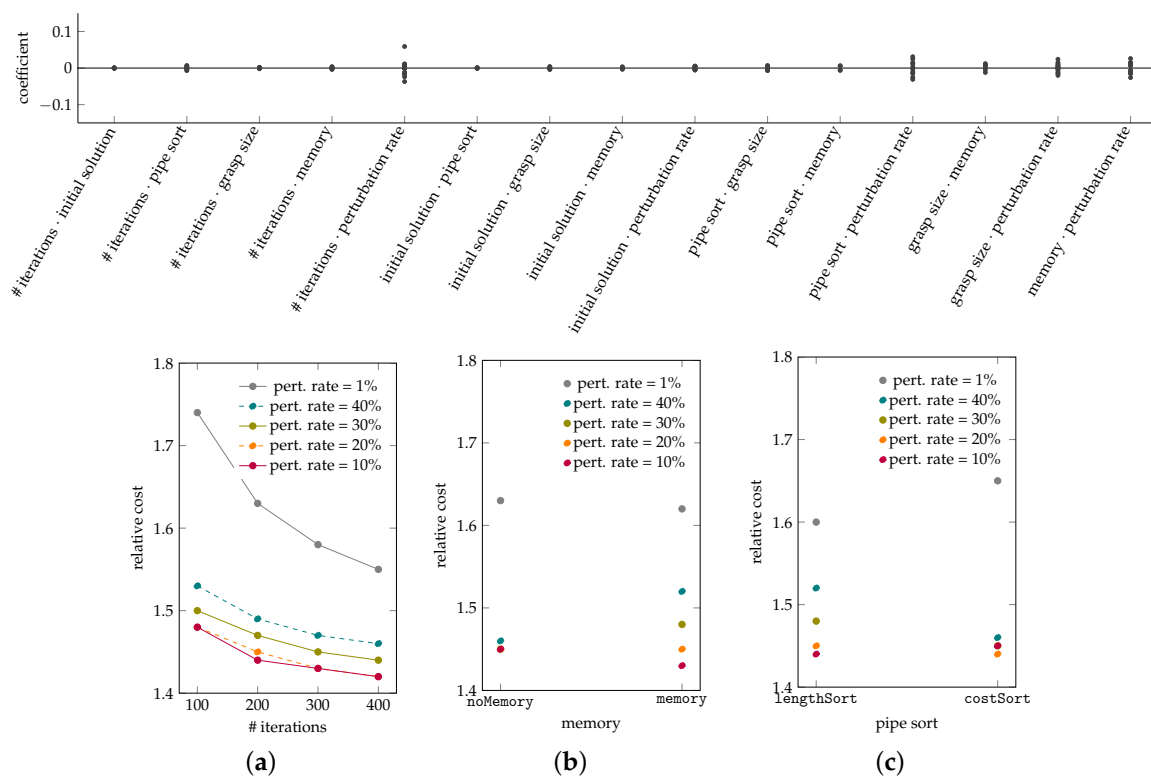 0.1
0
−0.1
coefficient
# iterations · initial solution
# iterations · pipe sort
# iterations · grasp size
# iterations · memory
# iterations · perturbation rate
initial solution · pipe sort
initial solution · grasp size
initial solution · memory
initial solution · perturbation rate
pipe sort · grasp size
pipe sort · memory
pipe sort · perturbation rate
grasp size · memory
grasp size · perturbation rate
memory · perturbation rate
1.8
1.7
1.6
1.5
1.4
relative cost
pert. rate = 1%
pert. rate = 40%
pert. rate = 30%
pert. rate = 20%
pert. rate = 10%
100 200 300 400
# iterations
(a)
1.8
1.7
1.6
1.5
1.4
relative cost
pert. rate = 1%
pert. rate = 40%
pert. rate = 30%
pert. rate = 20%
pert. rate = 10%
noMemory memory
memory
(b)
1.8
1.7
1.6
1.5
1.4
relative cost
pert. rate = 1%
pert. rate = 40%
pert. rate = 30%
pert. rate = 20%
pert. rate = 10%
lengthSort costSort
pipe sort
(c)